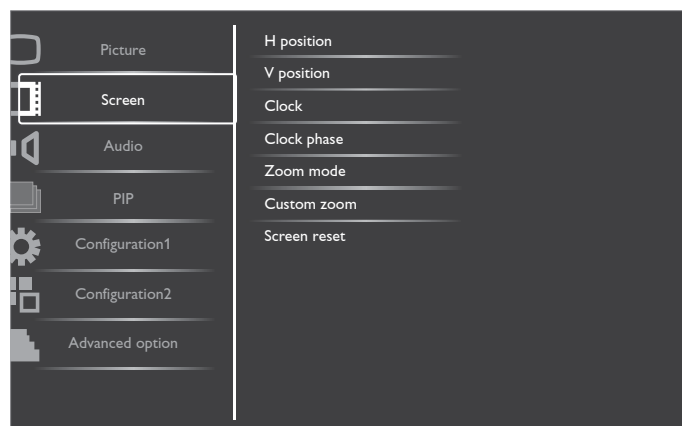 Picture
Screen
Audio
PIP
Configuration1
Configuration2
Advanced option
H position
V position
Clock
Clock phase
Zoom mode
Custom zoom
Screen reset